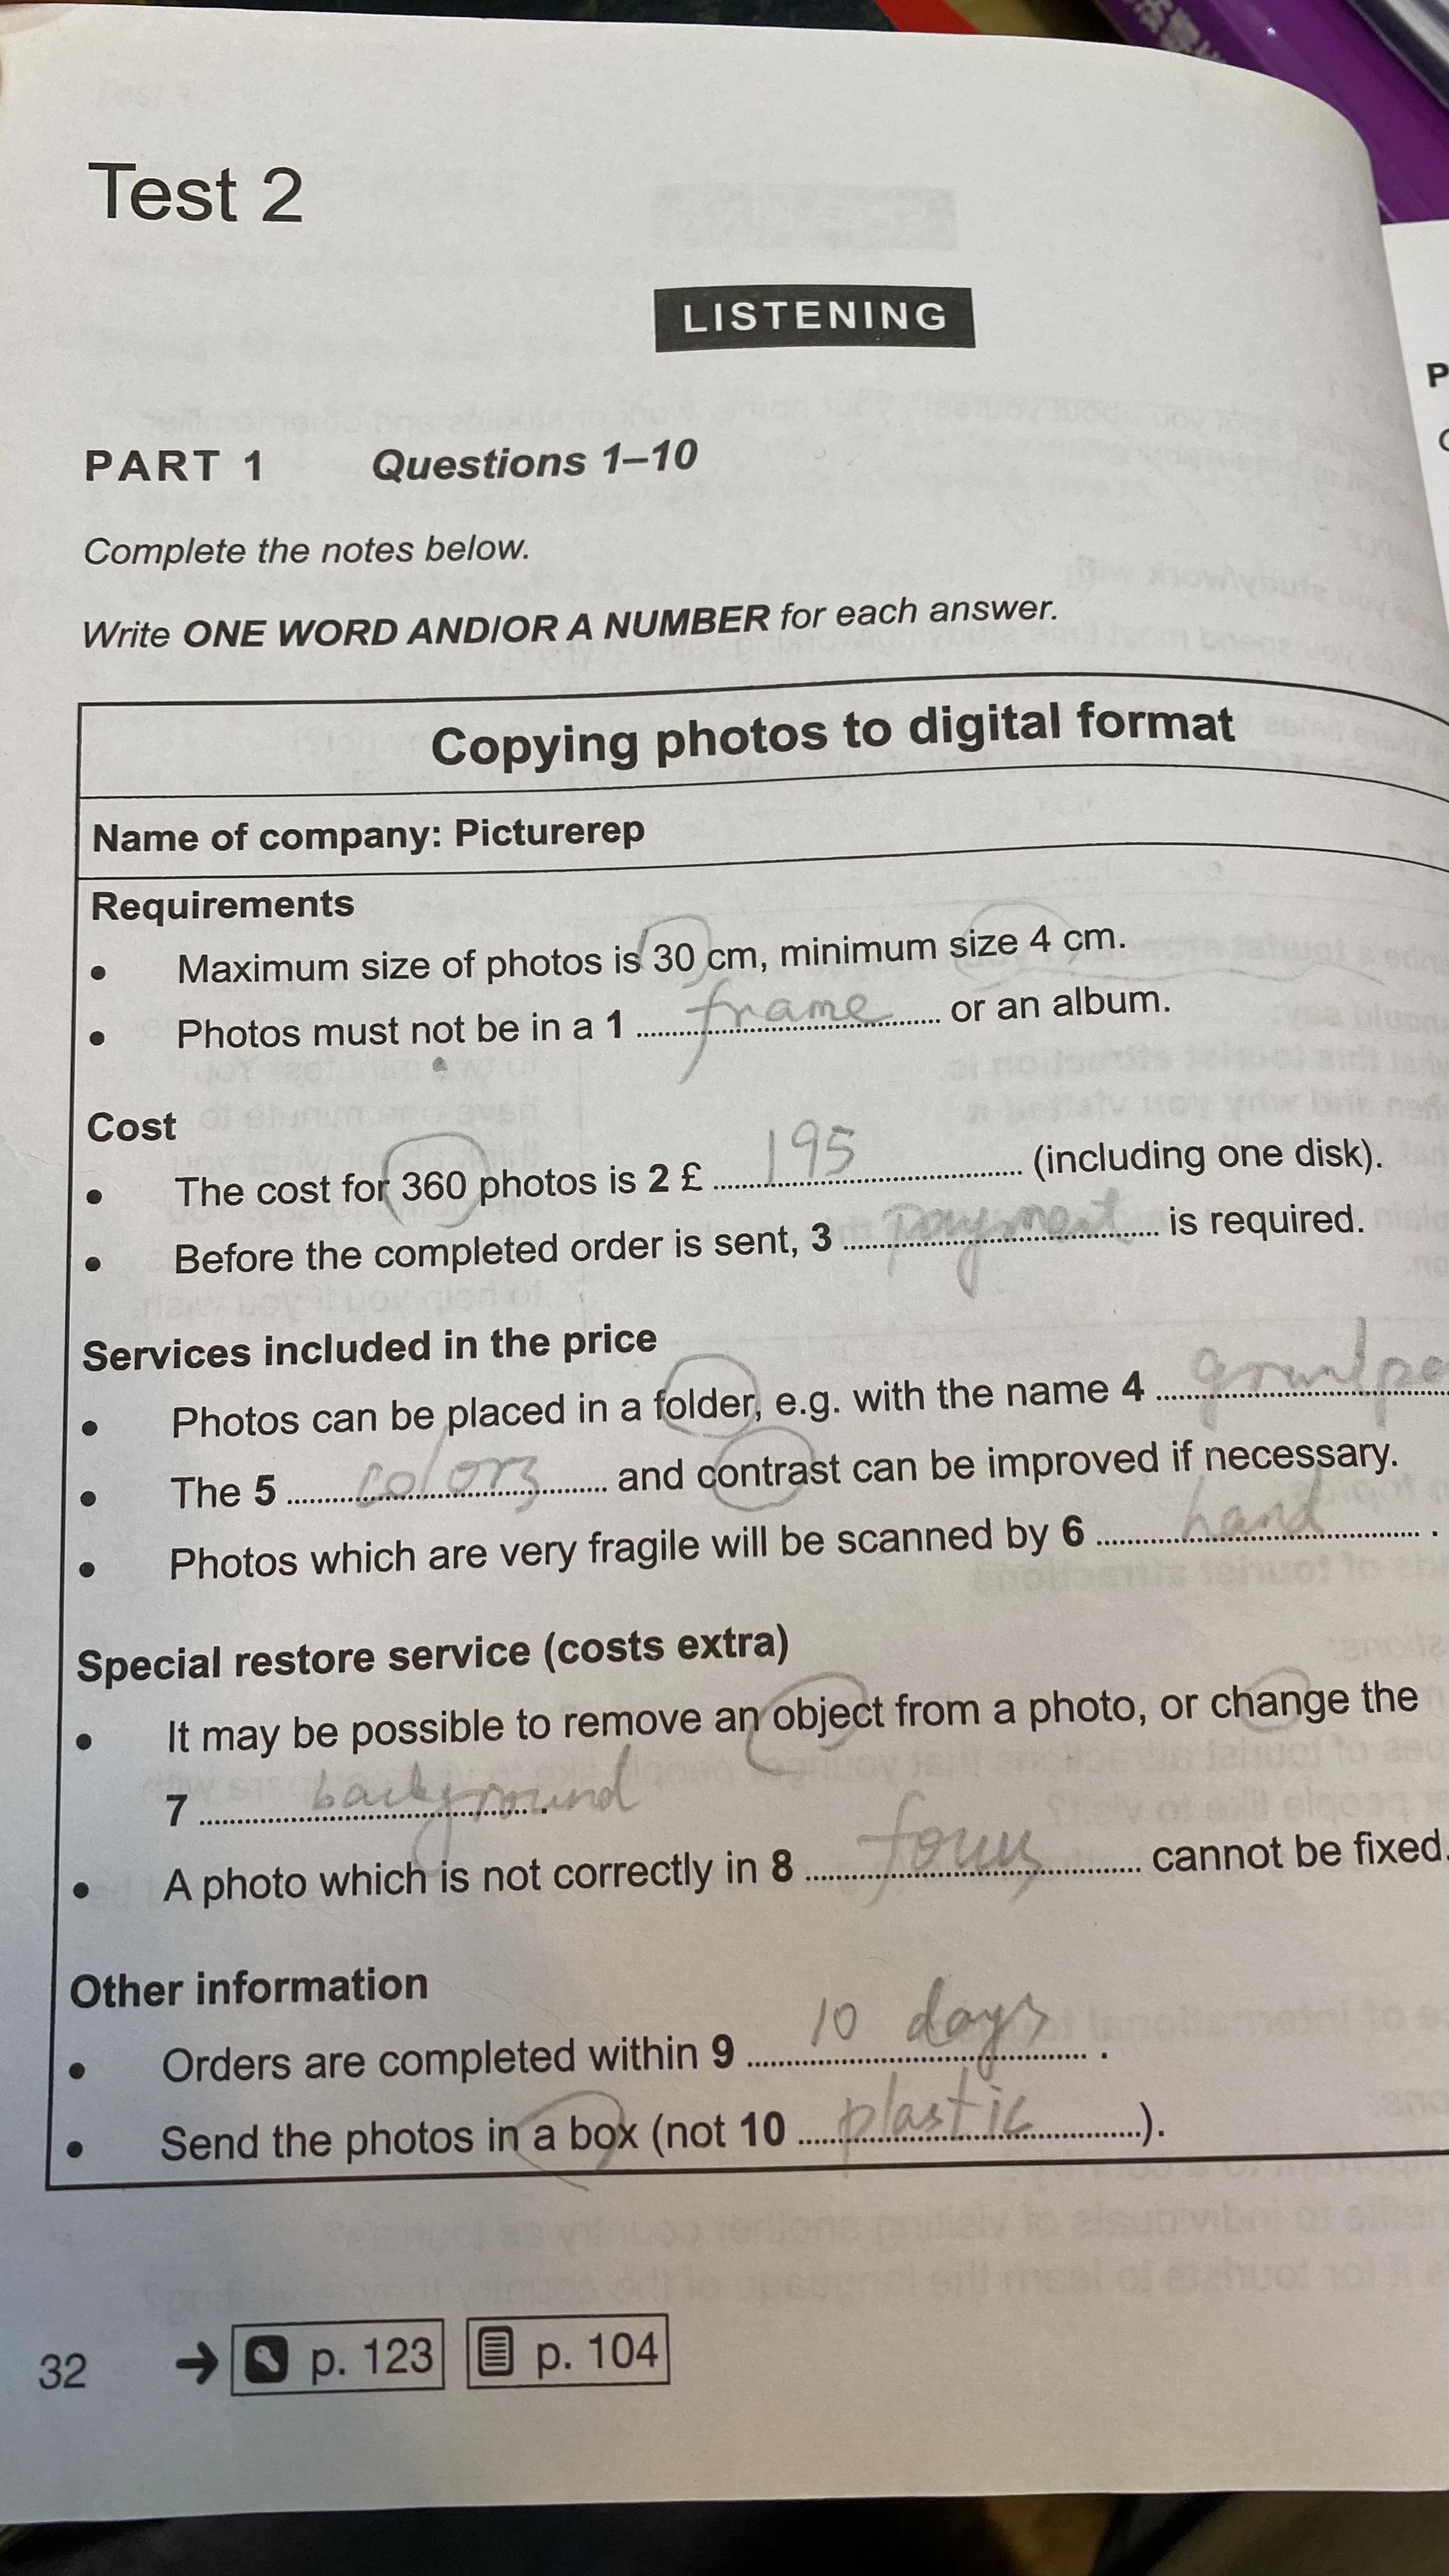 Test 2
LISTENING
PART 1 Questions 1–10
Complete the notes below.
Write ONE WORD AND/OR A NUMBER for each answer.
Copying photos to digital format
Name of company: Picturerep
Requirements
• Maximum size of photos is 30 cm, minimum size 4 cm.
• Photos must not be in a 1 frame or an album.
Cost
• The cost for 360 photos is 2 £ 195 (including one disk).
• Before the completed order is sent, 3 payment is required.
Services included in the price
• Photos can be placed in a folder, e.g. with the name 4
• The 5 colors and contrast can be improved if necessary.
• Photos which are very fragile will be scanned by 6 hand .
Special restore service (costs extra)
• It may be possible to remove an object from a photo, or change the
7 background .
• A photo which is not correctly in 8 cannot be fixed.
Other information
• Orders are completed within 9 10 days .
• Send the photos in a box (not 10 plastic ).
32 → p. 123 p. 104